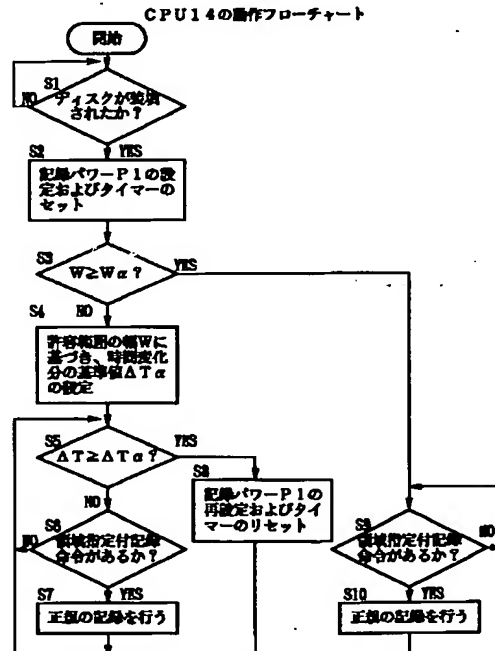 CPU14の動作フローチャート
開始
S1
ディスクが装填
されたか?
NO
YES
S2
記録パワーP1の設
定およびタイマーの
セット
S3
W≧Wα?
YES
NO
S4
許容範囲の幅Wに
基づき、時間変化
分の基準値ΔTα
の設定
S5
ΔT≧ΔTα?
YES
NO
S8
記録パワーP1の
再設定およびタイ
マーのリセット
S6
領域指定付記録
命令があるか?
NO
YES
S7
正規の記録を行う
S9
領域指定付記録
命令があるか?
NO
YES
S10
正規の記録を行う